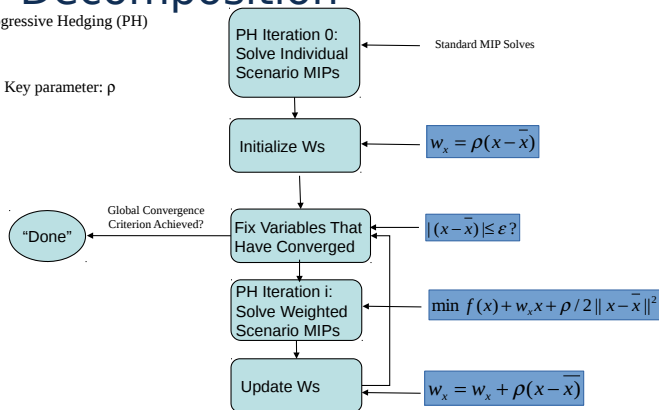 Decomposition
gressive Hedging (PH)
Key parameter: ρ
PH Iteration 0:
Solve Individual
Scenario MIPs
Standard MIP Solves
Initialize Ws
w_x = ρ(x − x̄)
Global Convergence
Criterion Achieved?
“Done”
Fix Variables That
Have Converged
|(x − x̄)| ≤ ε ?
PH Iteration i:
Solve Weighted
Scenario MIPs
min f(x) + w_x x + ρ/2 || x − x̄ ||²
Update Ws
w_x = w_x + ρ(x − x̄)